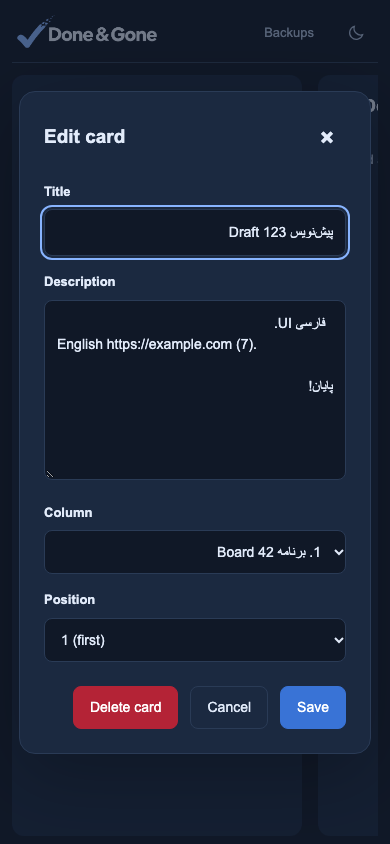 Done & Gone
Backups
Edit card
×
Title
پیش‌نویس Draft 123
Description
فارسی UI.
English https://example.com (7).
پایان!
Column
1. برنامه Board 42
Position
1 (first)
Delete card
Cancel
Save